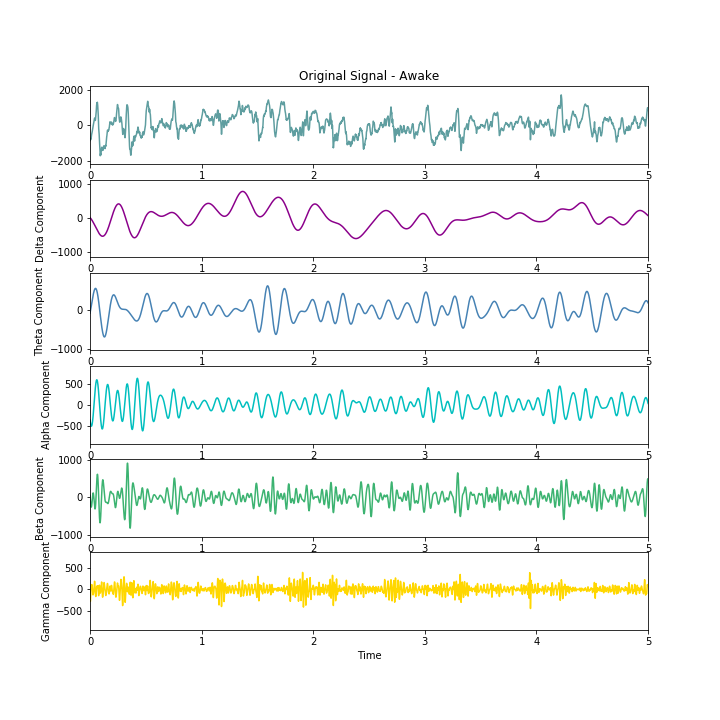 Original Signal - Awake
2000
0
−2000
0 1 2 3 4 5
Delta Component
1000
0
−1000
0 1 2 3 4 5
Theta Component
0
−1000
0 1 2 3 4 5
Alpha Component
500
0
−500
0 1 2 3 4 5
Beta Component
1000
0
−1000
0 1 2 3 4 5
Gamma Component
500
0
−500
0 1 2 3 4 5
Time